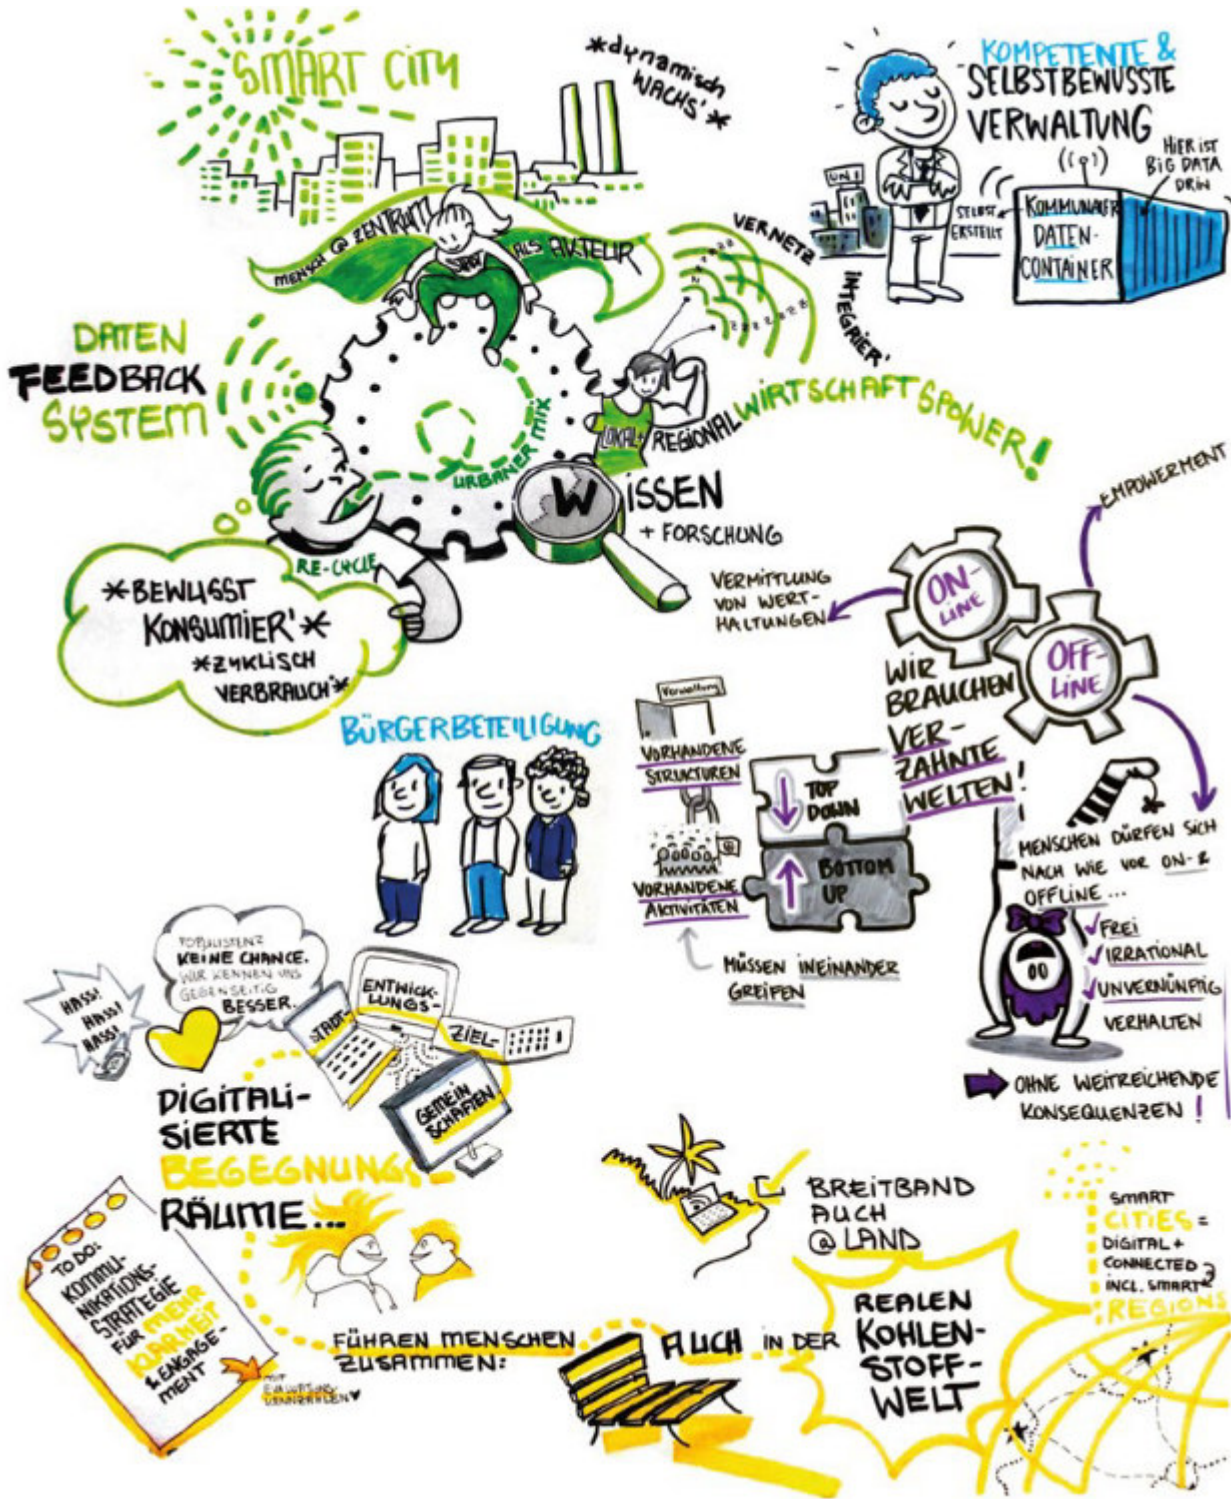 SMART CITY
*dynamisch
WACHS'*
MENSCH @ ZENTRUM
START
ALS AKTEUR
VERNETZ
INTEGRIER'
KOMPETENTE &
SELBSTBEWUSSTE
VERWALTUNG
HIER IST
BIG DATA
DRIN
UNI
SELBST
ERSTELLT
KOMMUNALER
DATEN-
CONTAINER
DATEN
FEEDBACK
SYSTEM
URBANER MIX
LOKAL+
REGIONAL
WIRTSCHAFTSPOWER!
WISSEN
+ FORSCHUNG
RE-CYCLE
*BEWUSST
KONSUMIER'*
*ZYKLISCH
VERBRAUCH'*
EMPOWERMENT
ON-
LINE
OFF-
LINE
VERMITTLUNG
VON WERT-
HALTUNGEN
WIR
BRAUCHEN
VER-
ZAHNTE
WELTEN!
BÜRGERBETEILIGUNG
Verwaltung
VORHANDENE
STRUKTUREN
TOP
DOWN
BOTTOM
UP
VORHANDENE
AKTIVITÄTEN
MÜSSEN INEINANDER
GREIFEN
MENSCHEN DÜRFEN SICH
NACH WIE VOR ON- &
OFFLINE...
FREI
IRRATIONAL
UNVERNÜNFTIG
VERHALTEN
OHNE WEITREICHENDE
KONSEQUENZEN!
HASS!
HASS!
HASS!
POPULISTENZ
KEINE CHANCE.
WIR KENNEN UNS
GEGENSEITIG
BESSER.
STADT-
ENTWICK-
LUNGS-
ZIEL-
GEMEIN
SCHAFTEN
DIGITALI-
SIERTE
BEGEGNUNGS-
RÄUME...
TO DO:
KOMMU-
NIKATIONS-
STRATEGIE
FÜR MEHR
KLARHEIT
& ENGAGE-
MENT
MIT
EVALUATIONS-
KENNZAHLEN
FÜHREN MENSCHEN
ZUSAMMEN:
AUCH IN DER
REALEN
KOHLEN-
STOFF-
WELT
BREITBAND
AUCH
@ LAND
SMART
CITIES =
DIGITAL +
CONNECTED
INCL. SMART
REGIONS